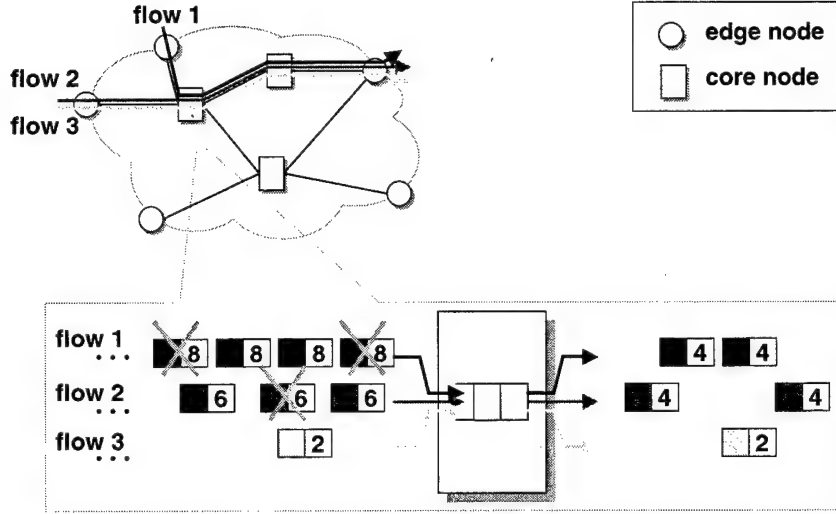 flow 1
edge node
flow 2
core node
flow 3
flow 1 8 8 8 8 4 4
...
flow 2 6 6 6 4 4
...
flow 3 2 2
...